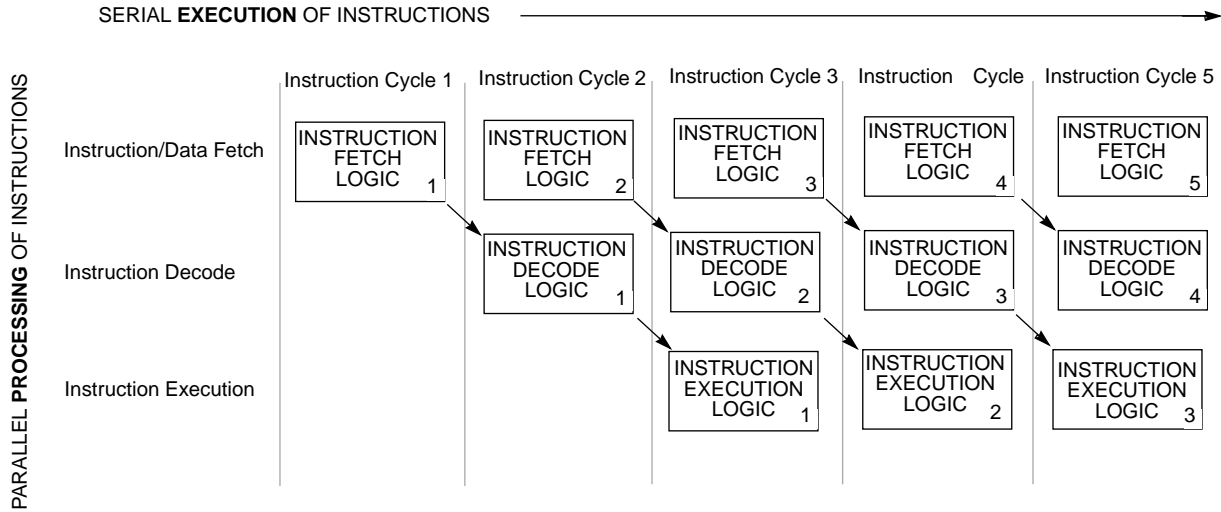 SERIAL EXECUTION OF INSTRUCTIONS
PARALLEL PROCESSING OF INSTRUCTIONS
Instruction Cycle 1
Instruction Cycle 2
Instruction Cycle 3
Instruction Cycle
Instruction Cycle 5
Instruction/Data Fetch
INSTRUCTION
FETCH
LOGIC 1
INSTRUCTION
FETCH
LOGIC 2
INSTRUCTION
FETCH
LOGIC 3
INSTRUCTION
FETCH
LOGIC 4
INSTRUCTION
FETCH
LOGIC 5
Instruction Decode
INSTRUCTION
DECODE
LOGIC 1
INSTRUCTION
DECODE
LOGIC 2
INSTRUCTION
DECODE
LOGIC 3
INSTRUCTION
DECODE
LOGIC 4
Instruction Execution
INSTRUCTION
EXECUTION
LOGIC 1
INSTRUCTION
EXECUTION
LOGIC 2
INSTRUCTION
EXECUTION
LOGIC 3